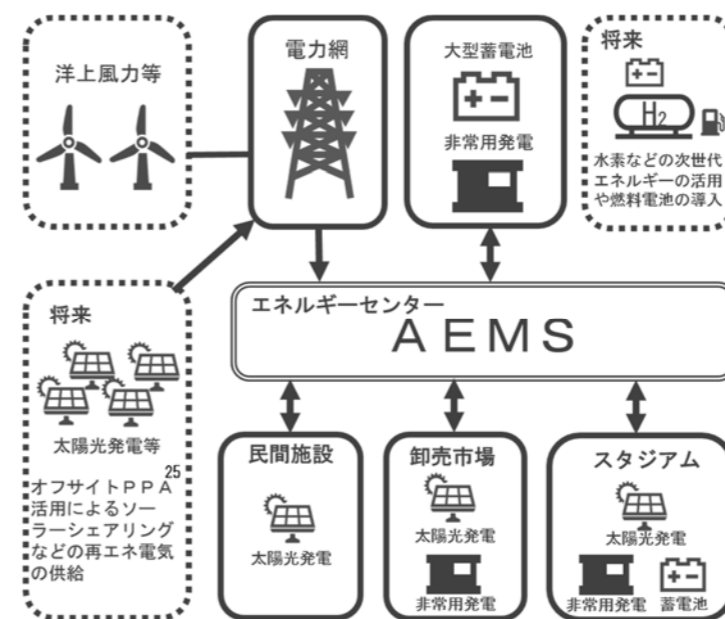 洋上風力等
電力網
大型蓄電池
非常用発電
将来
H₂
水素などの次世代
エネルギーの活用
や燃料電池の導入
エネルギーセンター
AEMS
将来
太陽光発電等
オフサイトPPA25
活用によるソー
ラーシェアリング
などの再エネ電気
の供給
民間施設
太陽光発電
卸売市場
太陽光発電
非常用発電
スタジアム
太陽光発電
非常用発電
蓄電池